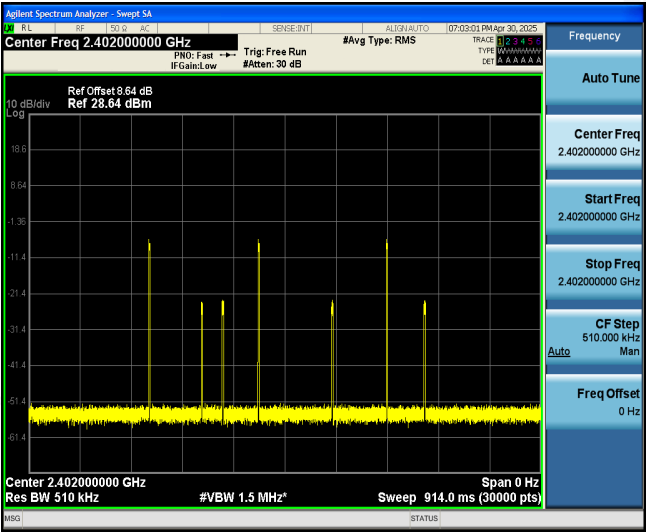 Agilent Spectrum Analyzer - Swept SA
LXI RL RF 50 Ω AC SENSE:INT ALIGNAUTO 07:03:01 PM Apr 30, 2025
Center Freq 2.402000000 GHz #Avg Type: RMS TRACE 1 2 3 4 5 6
PNO: Fast Trig: Free Run TYPE
IFGain:Low #Atten: 30 dB DET A A A A A A
Ref Offset 8.64 dB
10 dB/div Ref 28.64 dBm
Log
18.6
8.64
-1.36
-11.4
-21.4
-31.4
-41.4
-51.4
-61.4
Center 2.402000000 GHz Span 0 Hz
Res BW 510 kHz #VBW 1.5 MHz* Sweep 914.0 ms (30000 pts)
MSG STATUS
Frequency
Auto Tune
Center Freq
2.402000000 GHz
Start Freq
2.402000000 GHz
Stop Freq
2.402000000 GHz
CF Step
510.000 kHz
Auto Man
Freq Offset
0 Hz